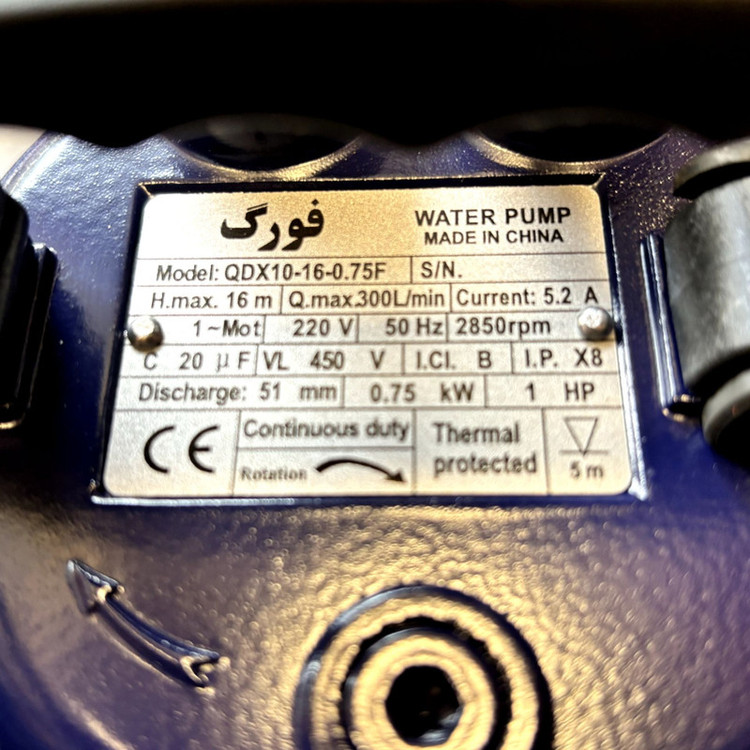 فورگ
WATER PUMP
MADE IN CHINA
Model: QDX10-16-0.75F S/N.
H.max. 16 m Q.max.300L/min Current: 5.2 A
1~Mot 220 V 50 Hz 2850rpm
C 20 μF VL 450 V I.Cl. B I.P. X8
Discharge: 51 mm 0.75 kW 1 HP
CE
Continuous duty
Rotation
Thermal
protected
5 m